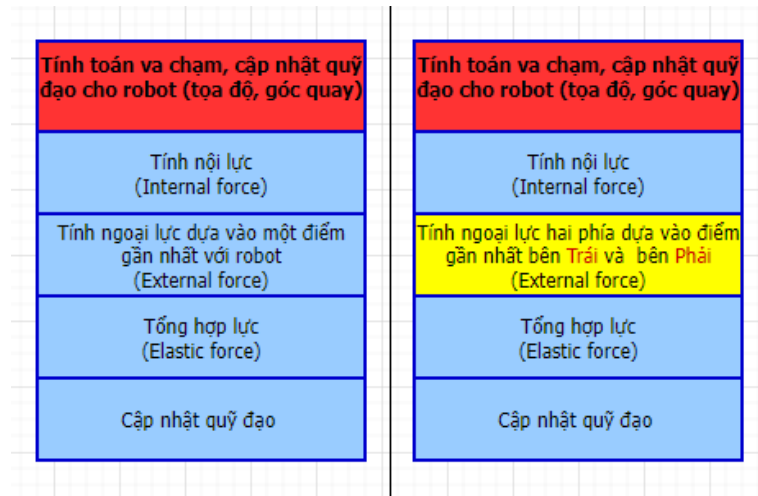 Tính toán va chạm, cập nhật quỹ
đạo cho robot (tọa độ, góc quay)
Tính nội lực
(Internal force)
Tính ngoại lực dựa vào một điểm
gần nhất với robot
(External force)
Tổng hợp lực
(Elastic force)
Cập nhật quỹ đạo
Tính toán va chạm, cập nhật quỹ
đạo cho robot (tọa độ, góc quay)
Tính nội lực
(Internal force)
Tính ngoại lực hai phía dựa vào điểm
gần nhất bên Trái và bên Phải
(External force)
Tổng hợp lực
(Elastic force)
Cập nhật quỹ đạo